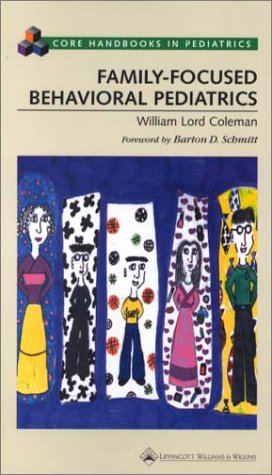 CORE HANDBOOKS IN PEDIATRICS
FAMILY-FOCUSED
BEHAVIORAL PEDIATRICS
William Lord Coleman
Foreword by Barton D. Schmitt
LIPPINCOTT WILLIAMS & WILKINS